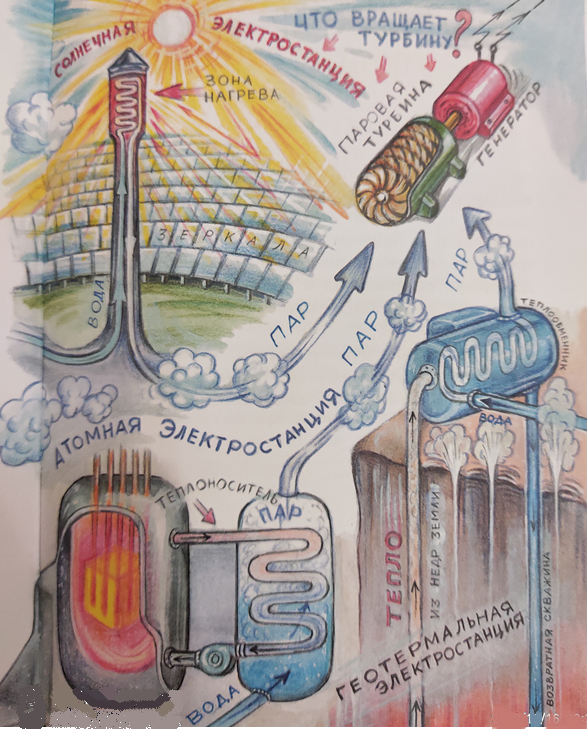 СОЛНЕЧНАЯ ЭЛЕКТРОСТАНЦИЯ
ЧТО ВРАЩАЕТ
ТУРБИНУ?
ЗОНА
НАГРЕВА
ПАРОВАЯ
ТУРБИНА
ГЕНЕРАТОР
ЗЕРКАЛА
ВОДА
ПАР
ПАР
ПАР
ТЕПЛООБМЕННИК
ВОДА
АТОМНАЯ ЭЛЕКТРОСТАНЦИЯ
ТЕПЛОНОСИТЕЛЬ
ПАР
ВОДА
ТЕПЛО
ИЗ НЕДР ЗЕМЛИ
ГЕОТЕРМАЛЬНАЯ
ЭЛЕКТРОСТАНЦИЯ
ВОЗВРАТНАЯ СКВАЖИНА